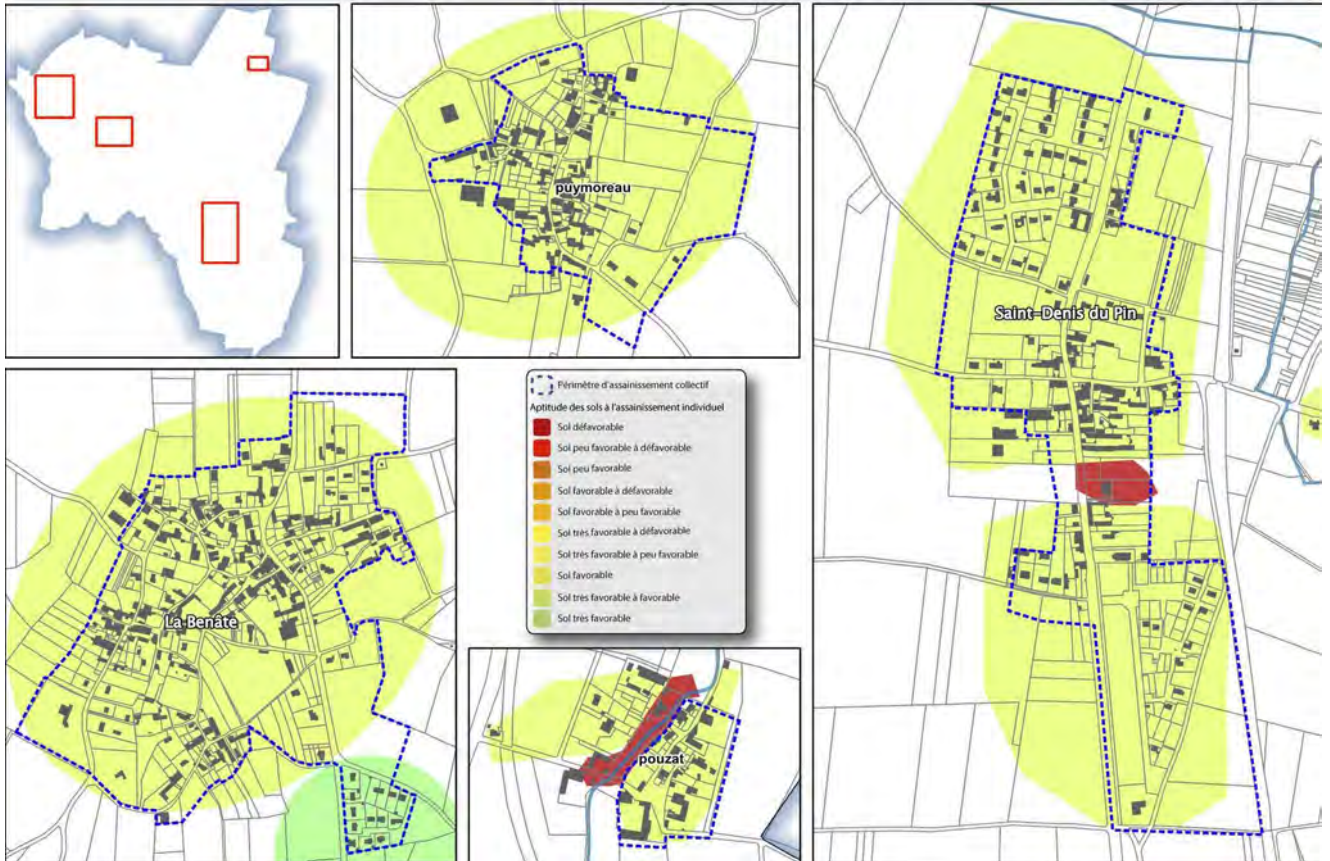 puymoreau
Saint-Denis du Pin
Périmètre d'assainissement collectif
Aptitude des sols à l'assainissement individuel
Sol défavorable
Sol peu favorable à défavorable
Sol peu favorable
Sol favorable à défavorable
Sol favorable à peu favorable
Sol très favorable à défavorable
Sol très favorable à peu favorable
Sol favorable
Sol très favorable à favorable
Sol très favorable
La Benâte
pouzat